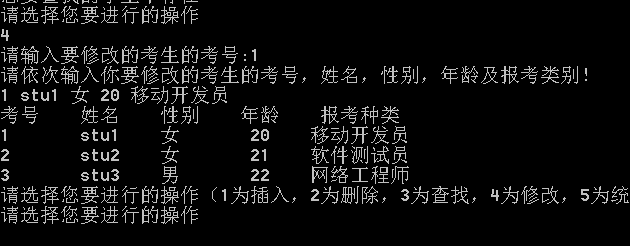 请选择您要进行的操作
4
请输入要修改的考生的考号:1
请依次输入你要修改的考生的考号，姓名，性别，年龄及报考类别!
1 stu1 女 20 移动开发员
考号 姓名 性别 年龄 报考种类
1 stu1 女 20 移动开发员
2 stu2 女 21 软件测试员
3 stu3 男 22 网络工程师
请选择您要进行的操作（1为插入，2为删除，3为查找，4为修改，5为统
请选择您要进行的操作